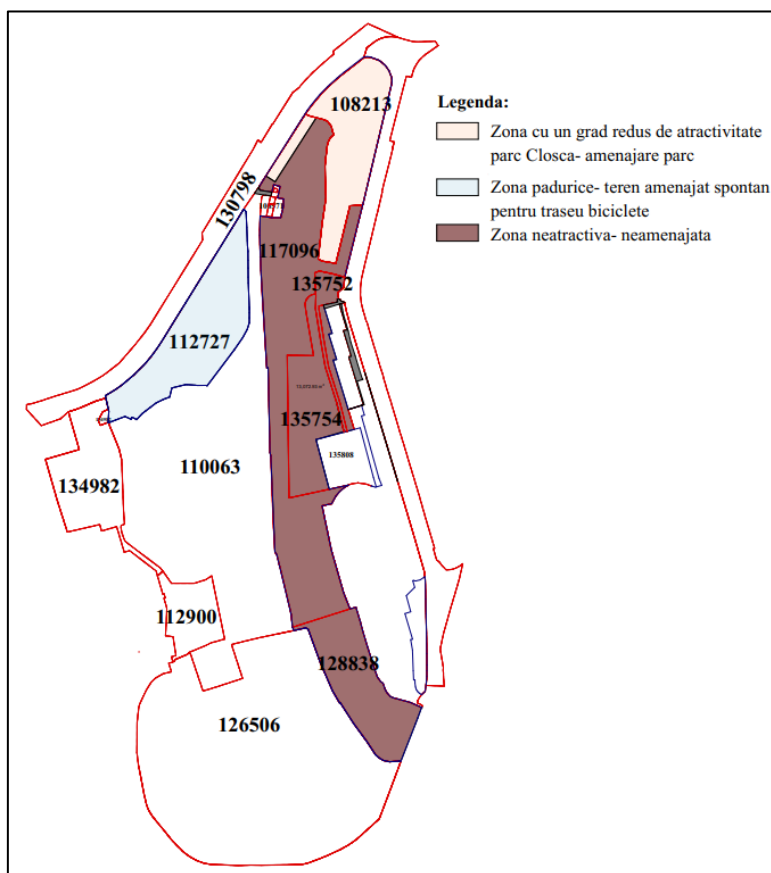 108213
Legenda:
Zona cu un grad redus de atractivitate
parc Closca- amenajare parc
130798
Zona padurice- teren amenajat spontan
pentru traseu biciclete
117096
Zona neatractiva- neamenajata
135752
112727
135754
135808
110063
134982
112900
128838
126506